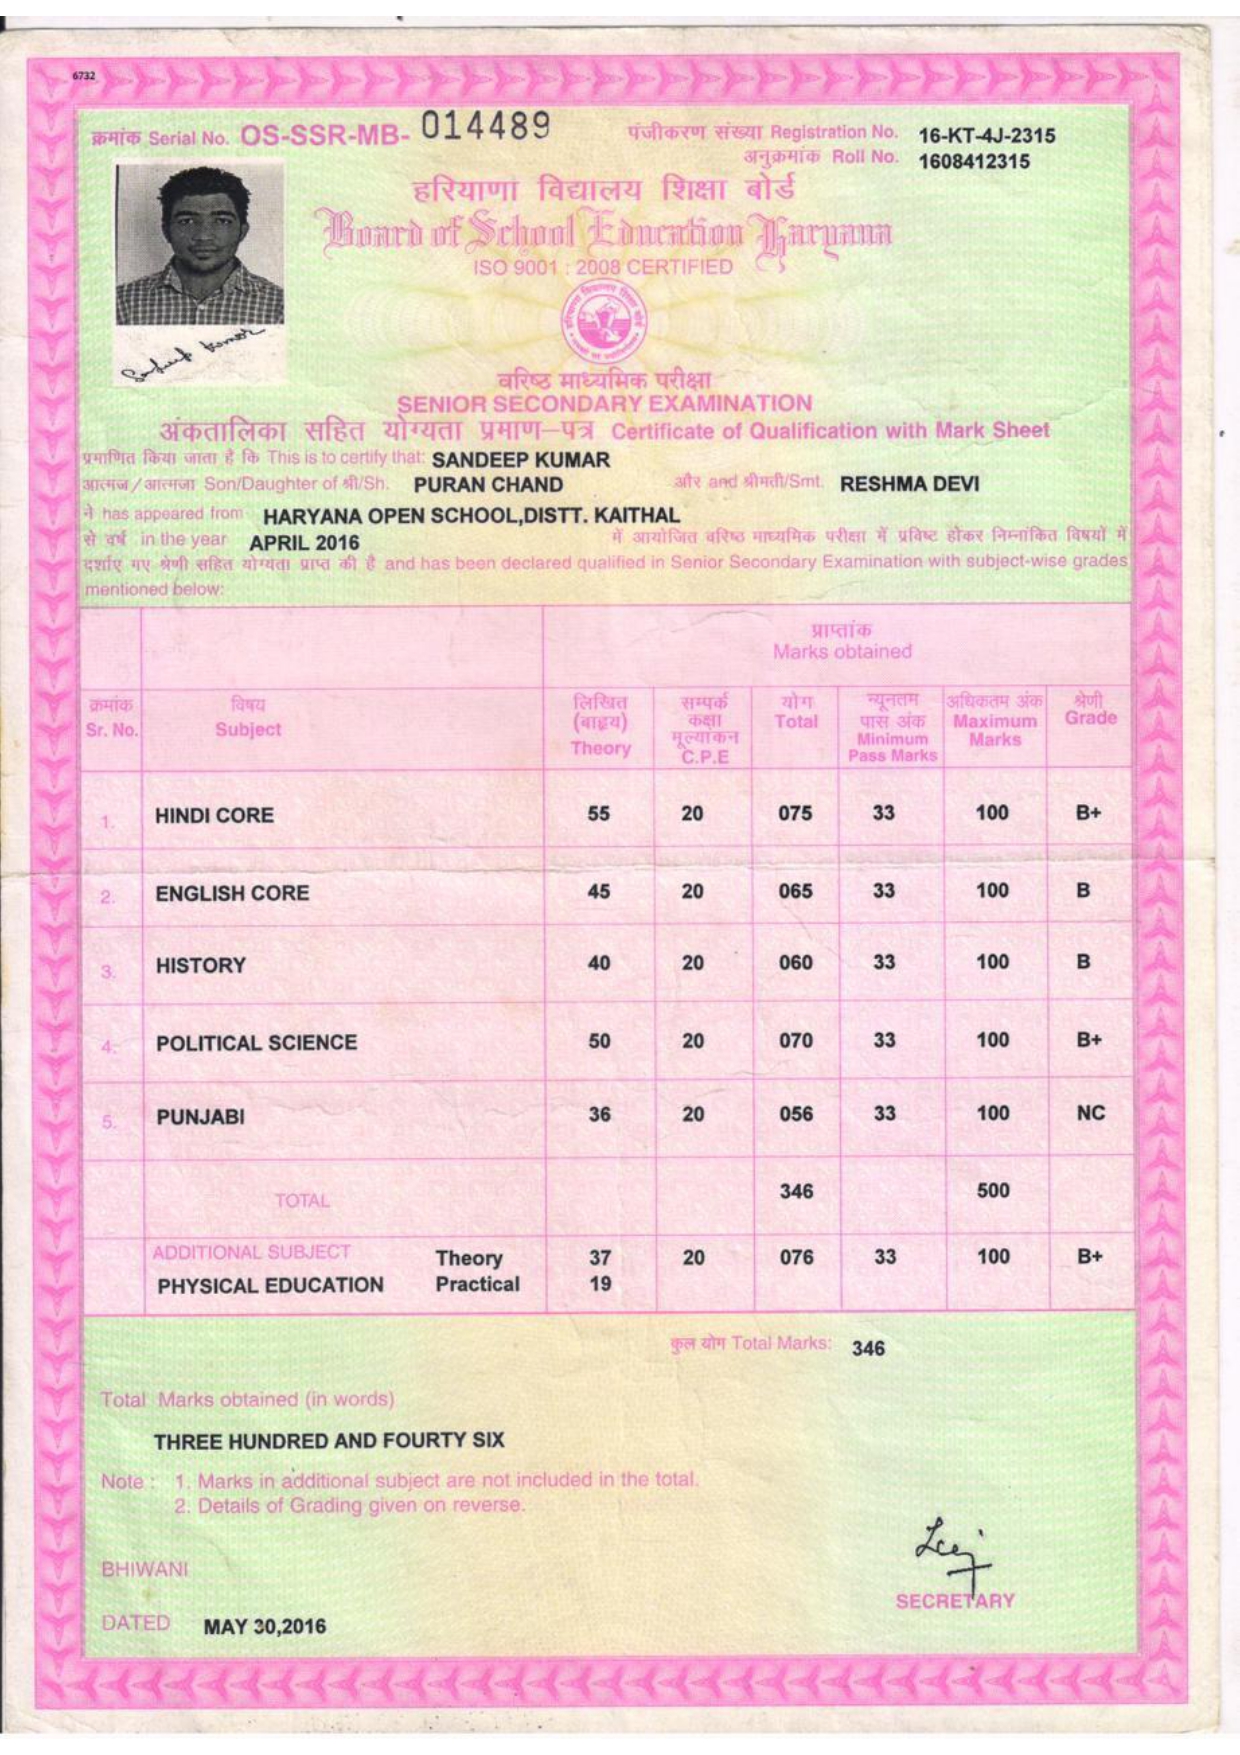 6732
क्रमांक Serial No. OS-SSR-MB- 014489 पंजीकरण संख्या Registration No. 16-KT-4J-2315
अनुक्रमांक Roll No. 1608412315
हरियाणा विद्यालय शिक्षा बोर्ड
Board of School Education Haryana
ISO 9001 : 2008 CERTIFIED
Sandeep Kumar
वरिष्ठ माध्यमिक परीक्षा
SENIOR SECONDARY EXAMINATION
अंकतालिका सहित योग्यता प्रमाण–पत्र Certificate of Qualification with Mark Sheet
प्रमाणित किया जाता है कि This is to certify that: SANDEEP KUMAR
आत्मज/आत्मजा Son/Daughter of श्री/Sh. PURAN CHAND और and श्रीमती/Smt. RESHMA DEVI
ने has appeared from HARYANA OPEN SCHOOL,DISTT. KAITHAL
से वर्ष in the year APRIL 2016 में आयोजित वरिष्ठ माध्यमिक परीक्षा में प्रविष्ट होकर निम्नांकित विषयों में
दर्शाए गए श्रेणी सहित योग्यता प्राप्त की है and has been declared qualified in Senior Secondary Examination with subject-wise grades
mentioned below:
प्राप्तांक
Marks obtained
क्रमांक विषय लिखित सम्पर्क योग न्यूनतम अधिकतम अंक श्रेणी
Sr. No. Subject (बाह्य) कक्षा Total पास अंक Maximum Grade
Theory मूल्यांकन Minimum Marks
C.P.E Pass Marks
1. HINDI CORE 55 20 075 33 100 B+
2. ENGLISH CORE 45 20 065 33 100 B
3. HISTORY 40 20 060 33 100 B
4. POLITICAL SCIENCE 50 20 070 33 100 B+
5. PUNJABI 36 20 056 33 100 NC
TOTAL 346 500
ADDITIONAL SUBJECT Theory 37 20 076 33 100 B+
PHYSICAL EDUCATION Practical 19
कुल योग Total Marks: 346
Total Marks obtained (in words)
THREE HUNDRED AND FOURTY SIX
Note : 1. Marks in additional subject are not included in the total.
2. Details of Grading given on reverse.
BHIWANI
SECRETARY
DATED MAY 30,2016